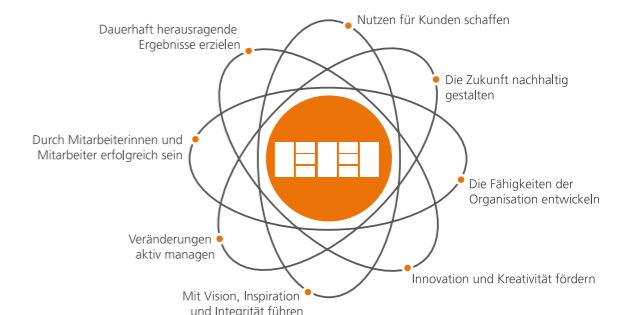 Nutzen für Kunden schaffen
Die Zukunft nachhaltig
gestalten
Die Fähigkeiten der
Organisation entwickeln
Innovation und Kreativität fördern
Mit Vision, Inspiration
und Integrität führen
Veränderungen
aktiv managen
Durch Mitarbeiterinnen und
Mitarbeiter erfolgreich sein
Dauerhaft herausragende
Ergebnisse erzielen